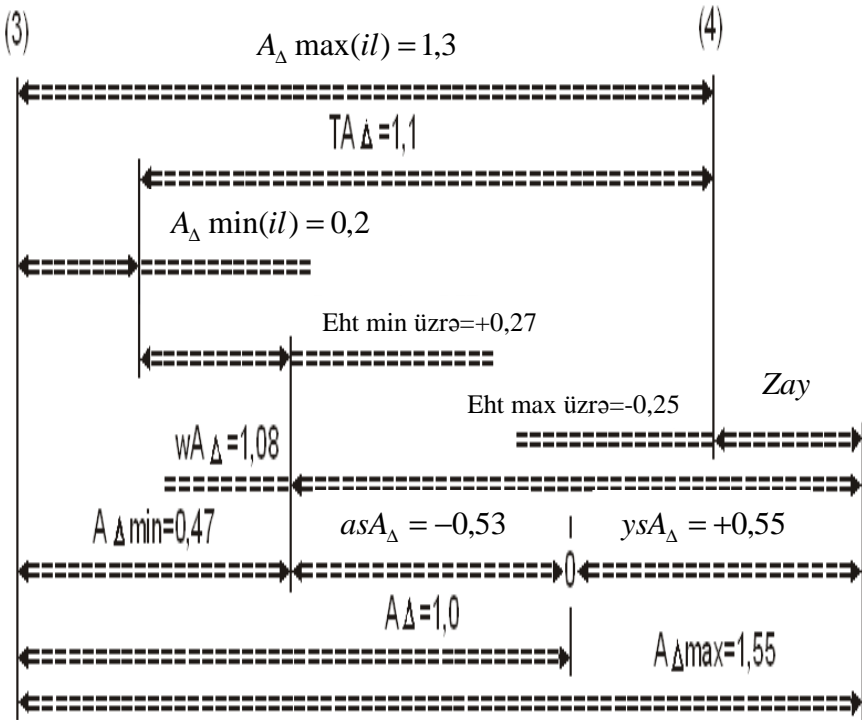 (3)
(4)
A_Δ max(il) = 1,3
TA Δ =1,1
A_Δ min(il) = 0,2
Eht min üzrə=+0,27
Zay
Eht max üzrə=-0,25
wA Δ =1,08
A Δ min=0,47
asA_Δ = −0,53
ysA_Δ = +0,55
0
A Δ=1,0
A Δmax=1,55